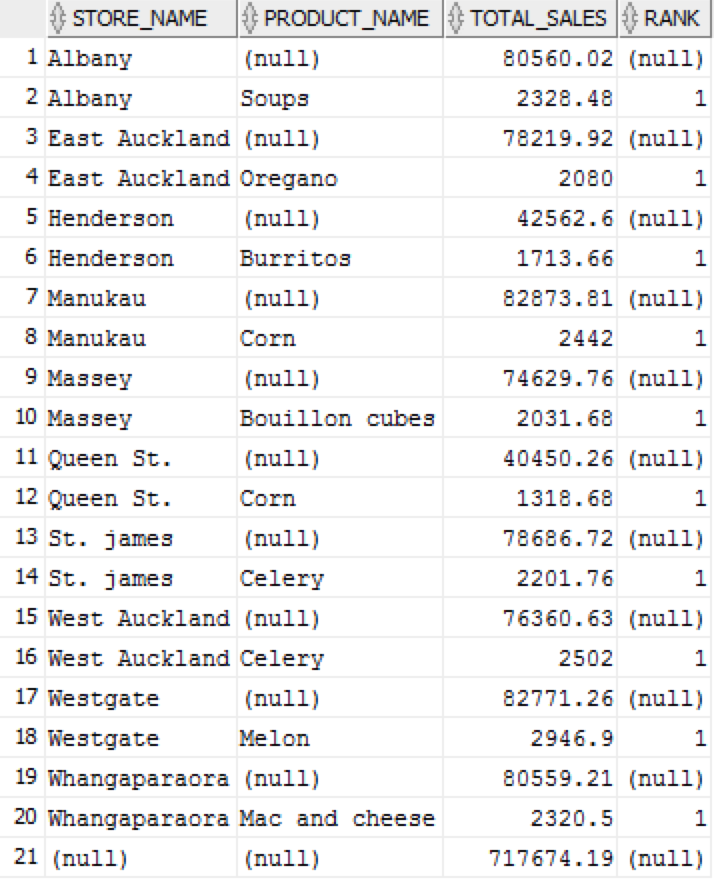 STORE_NAME PRODUCT_NAME TOTAL_SALES RANK
1 Albany (null) 80560.02 (null)
2 Albany Soups 2328.48 1
3 East Auckland (null) 78219.92 (null)
4 East Auckland Oregano 2080 1
5 Henderson (null) 42562.6 (null)
6 Henderson Burritos 1713.66 1
7 Manukau (null) 82873.81 (null)
8 Manukau Corn 2442 1
9 Massey (null) 74629.76 (null)
10 Massey Bouillon cubes 2031.68 1
11 Queen St. (null) 40450.26 (null)
12 Queen St. Corn 1318.68 1
13 St. james (null) 78686.72 (null)
14 St. james Celery 2201.76 1
15 West Auckland (null) 76360.63 (null)
16 West Auckland Celery 2502 1
17 Westgate (null) 82771.26 (null)
18 Westgate Melon 2946.9 1
19 Whangaparaora (null) 80559.21 (null)
20 Whangaparaora Mac and cheese 2320.5 1
21 (null) (null) 717674.19 (null)